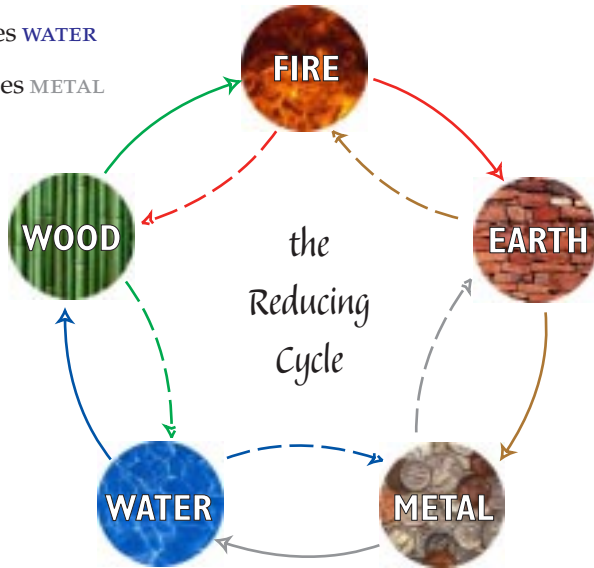 es WATER
es METAL
FIRE
WOOD
EARTH
the
Reducing
Cycle
WATER
METAL